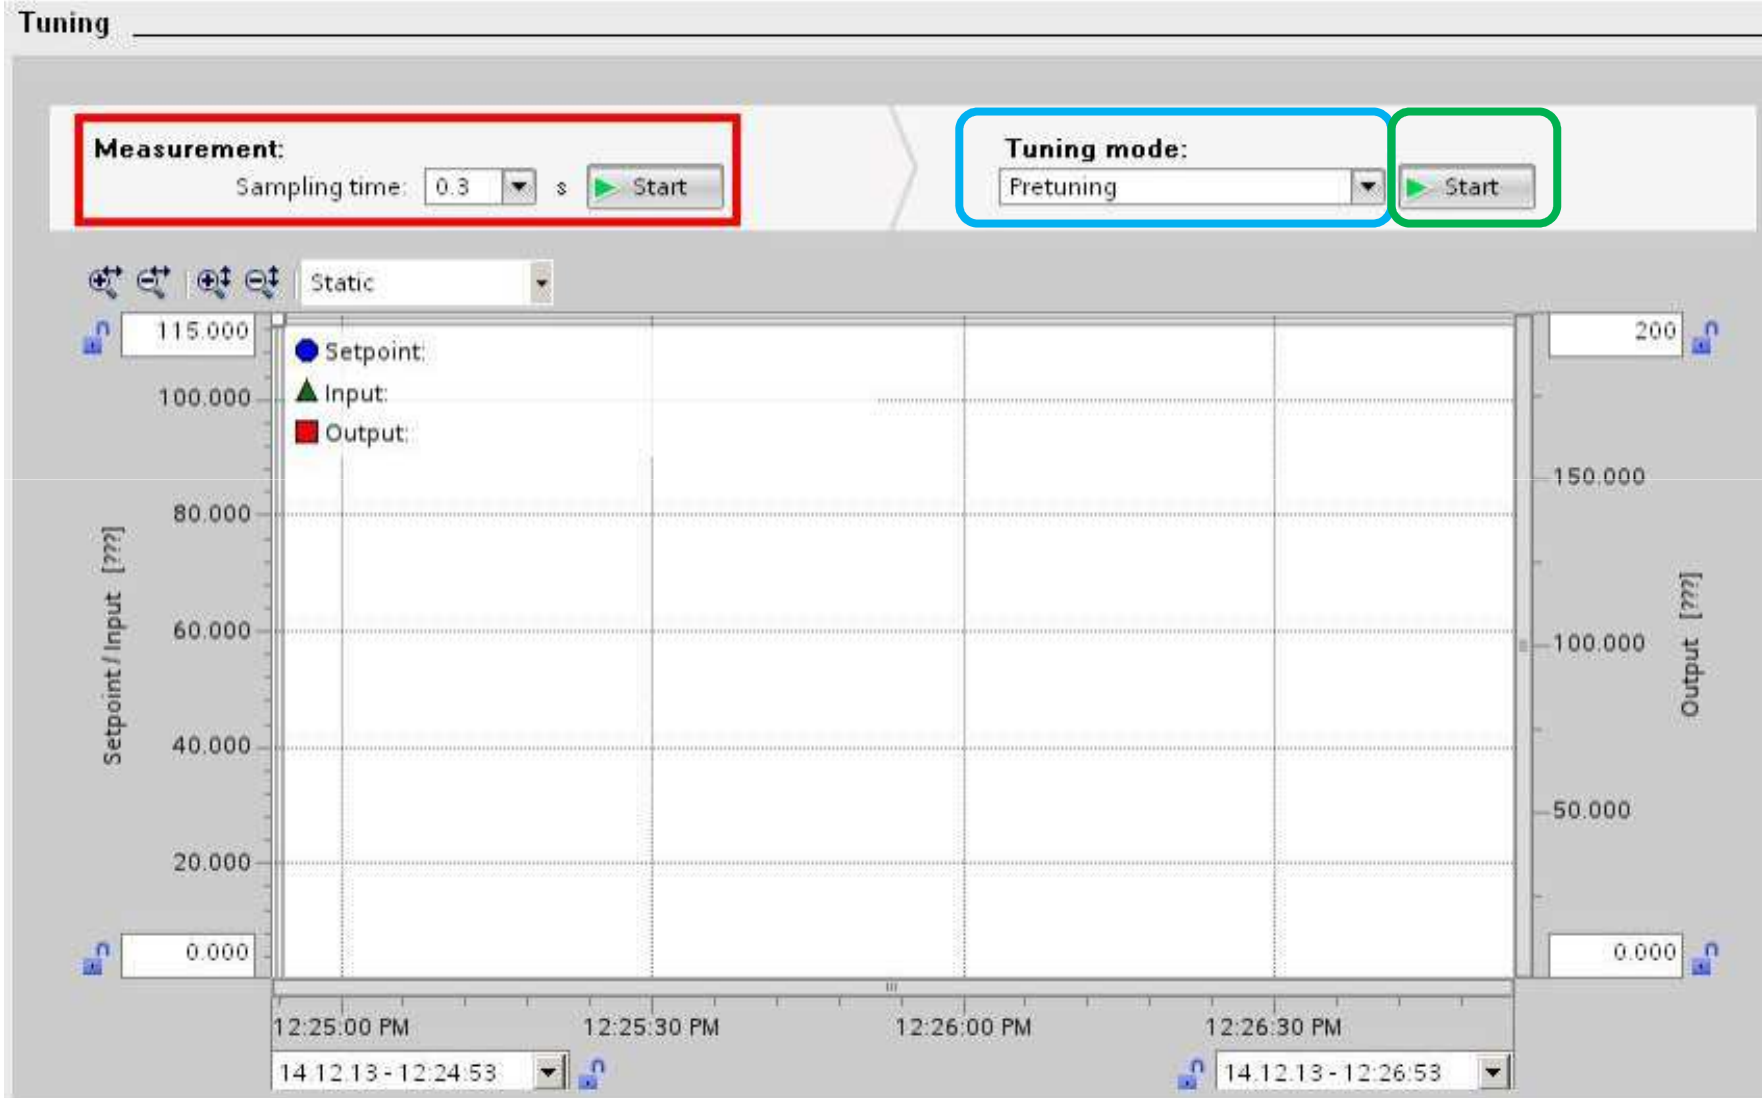 Tuning
Measurement:
Sampling time: 0.3 s Start
Tuning mode:
Pretuning Start
Static
115.000
200
Setpoint:
100.000
Input:
Output:
150.000
80.000
Setpoint / Input [???]
60.000
100.000
Output [???]
40.000
50.000
20.000
0.000
0.000
12:25:00 PM 12:25:30 PM 12:26:00 PM 12:26:30 PM
14.12.13 - 12:24:53 14.12.13 - 12:26:53